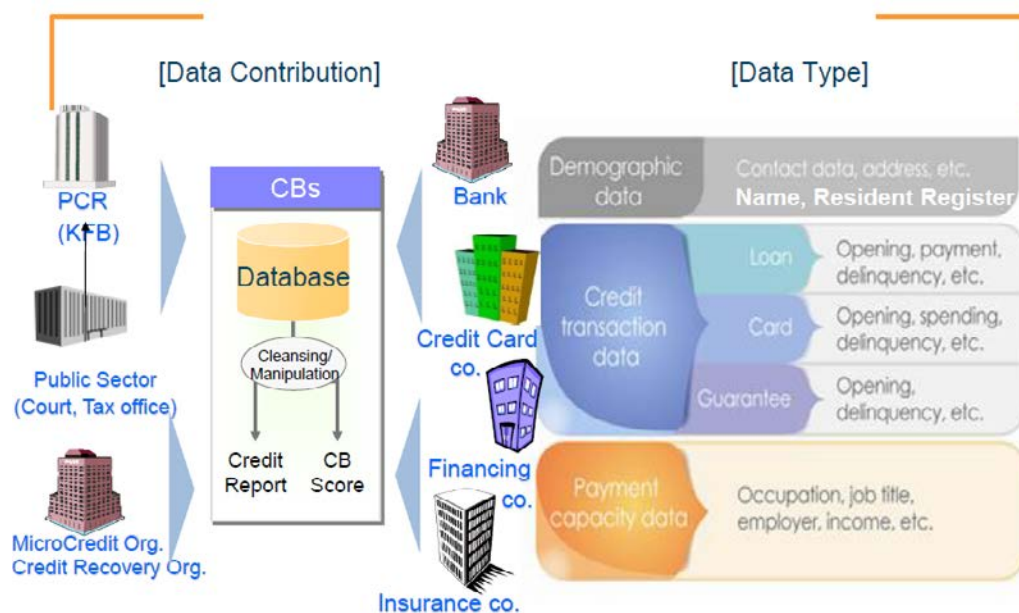 [Data Contribution]
[Data Type]
PCR
(KFB)
Public Sector
(Court, Tax office)
MicroCredit Org.
Credit Recovery Org.
CBs
Database
Cleansing/
Manipulation
Credit
Report
CB
Score
Bank
Credit Card
co.
Financing
co.
Insurance co.
Demographic
data
Contact data, address, etc.
Name, Resident Register
Credit
transaction
data
Loan
Opening, payment,
delinquency, etc.
Card
Opening, spending,
delinquency, etc.
Guarantee
Opening,
delinquency, etc.
Payment
capacity data
Occupation, job title,
employer, income, etc.